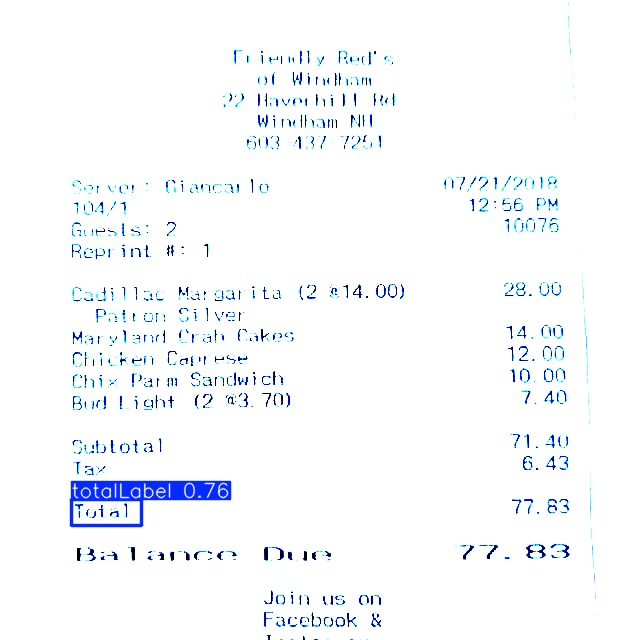 Friendly Red's
of Windham
22 Haverhill Rd
Windham NH
603-437-7251
Server: Giancarlo 07/21/2018
104/1 12:56 PM
Guests: 2 10076
Reprint #: 1
Cadillac Margarita (2 @14.00) 28.00
Patron Silver
Maryland Crab Cakes 14.00
Chicken Caprese 12.00
Chix Parm Sandwich 10.00
Bud Light (2 @3.70) 7.40
Subtotal 71.40
Tax 6.43
totalLabel 0.76
Total 77.83
Balance Due 77.83
Join us on
Facebook &